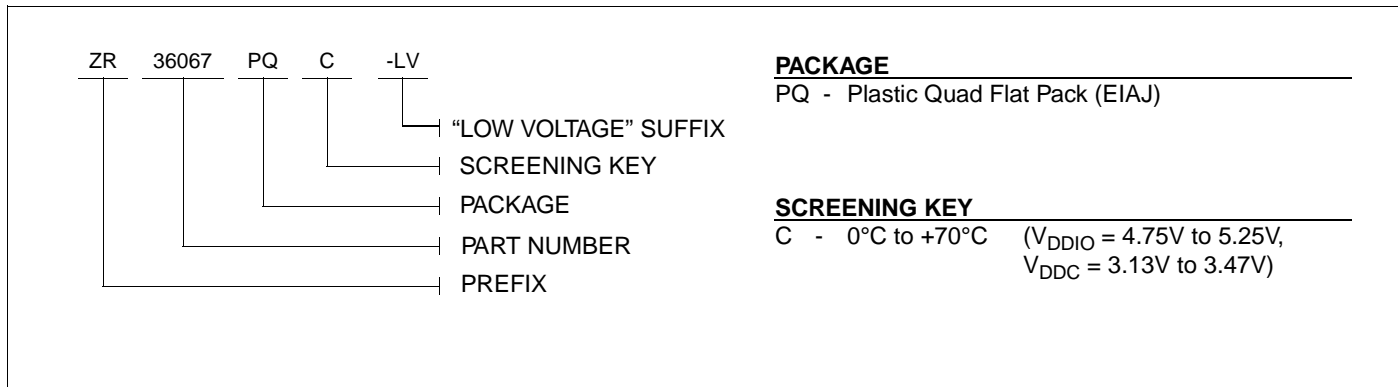 ZR 36067 PQ C -LV
“LOW VOLTAGE” SUFFIX
SCREENING KEY
PACKAGE
PART NUMBER
PREFIX
PACKAGE
PQ - Plastic Quad Flat Pack (EIAJ)
SCREENING KEY
C - 0°C to +70°C (VDDIO = 4.75V to 5.25V,
VDDC = 3.13V to 3.47V)